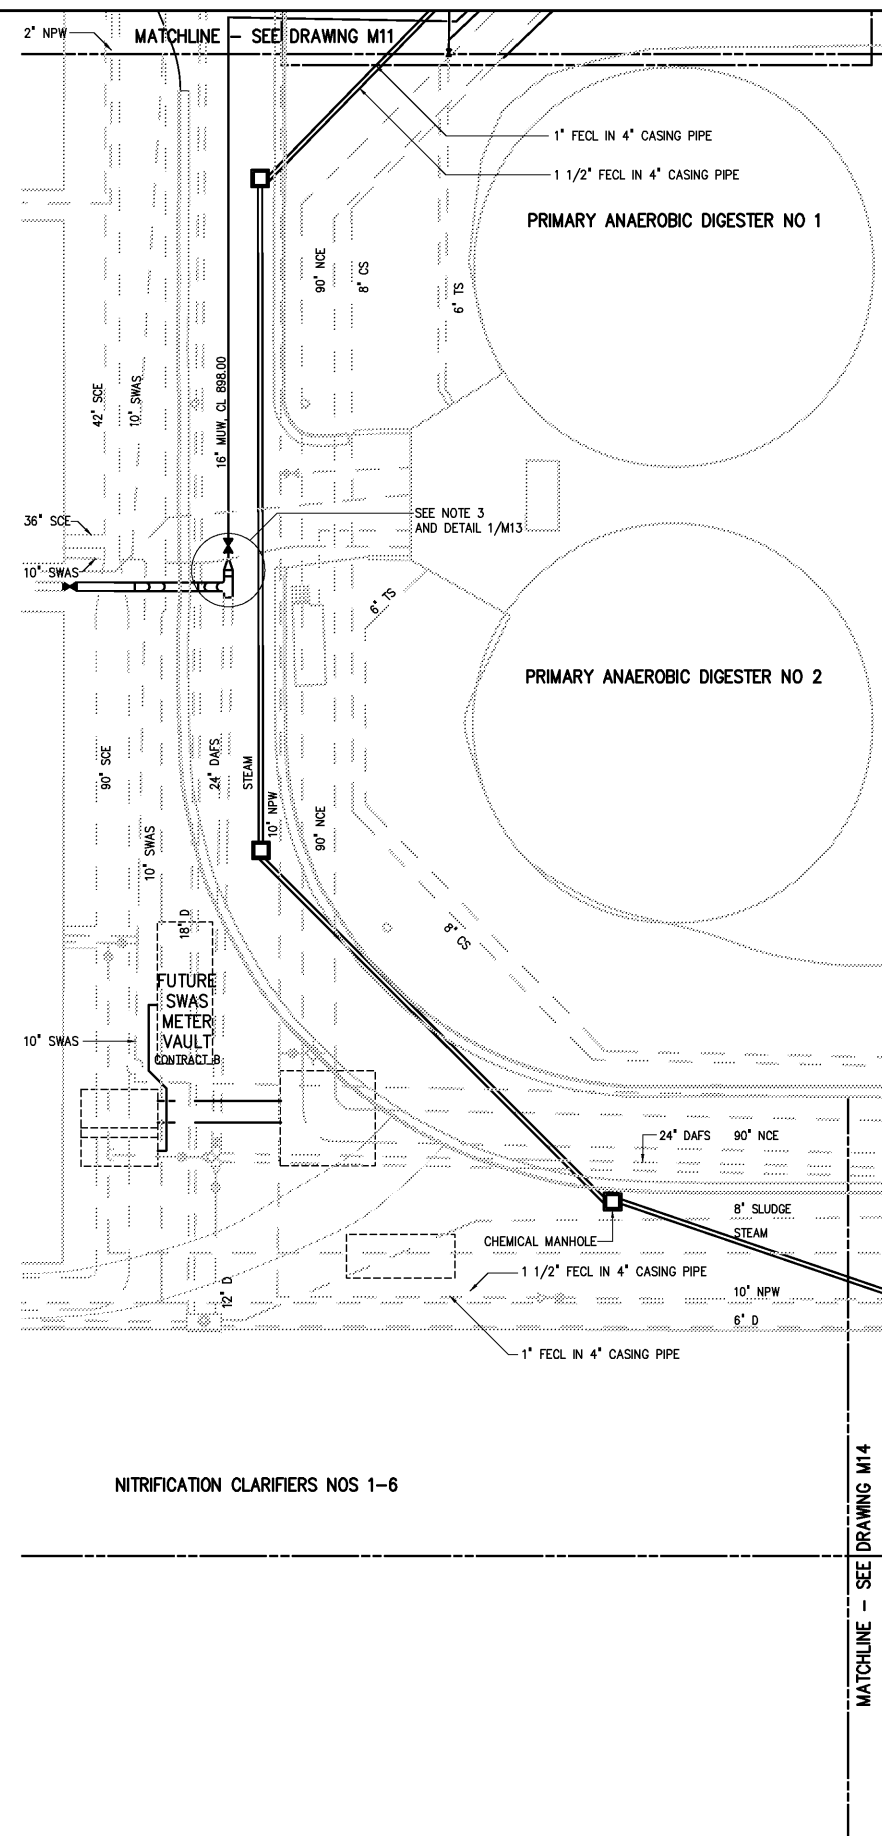 2" NPW
MATCHLINE - SEE DRAWING M11
1" FECL IN 4" CASING PIPE
1 1/2" FECL IN 4" CASING PIPE
PRIMARY ANAEROBIC DIGESTER NO 1
90" NCE
8" CS
6" TS
16" MUW, CL 898.00
42" SCE
10" SWAS
36" SCE
SEE NOTE 3
AND DETAIL 1/M13
10" SWAS
6" TS
PRIMARY ANAEROBIC DIGESTER NO 2
90" SCE
24" DAFS
STEAM
10" NPW
90" NCE
10" SWAS
18" D
8" CS
FUTURE
SWAS
METER
VAULT
CONTRACT B
10" SWAS
24" DAFS
90" NCE
8" SLUDGE
STEAM
CHEMICAL MANHOLE
1 1/2" FECL IN 4" CASING PIPE
12" D
10" NPW
6" D
1" FECL IN 4" CASING PIPE
NITRIFICATION CLARIFIERS NOS 1-6
MATCHLINE - SEE DRAWING M14